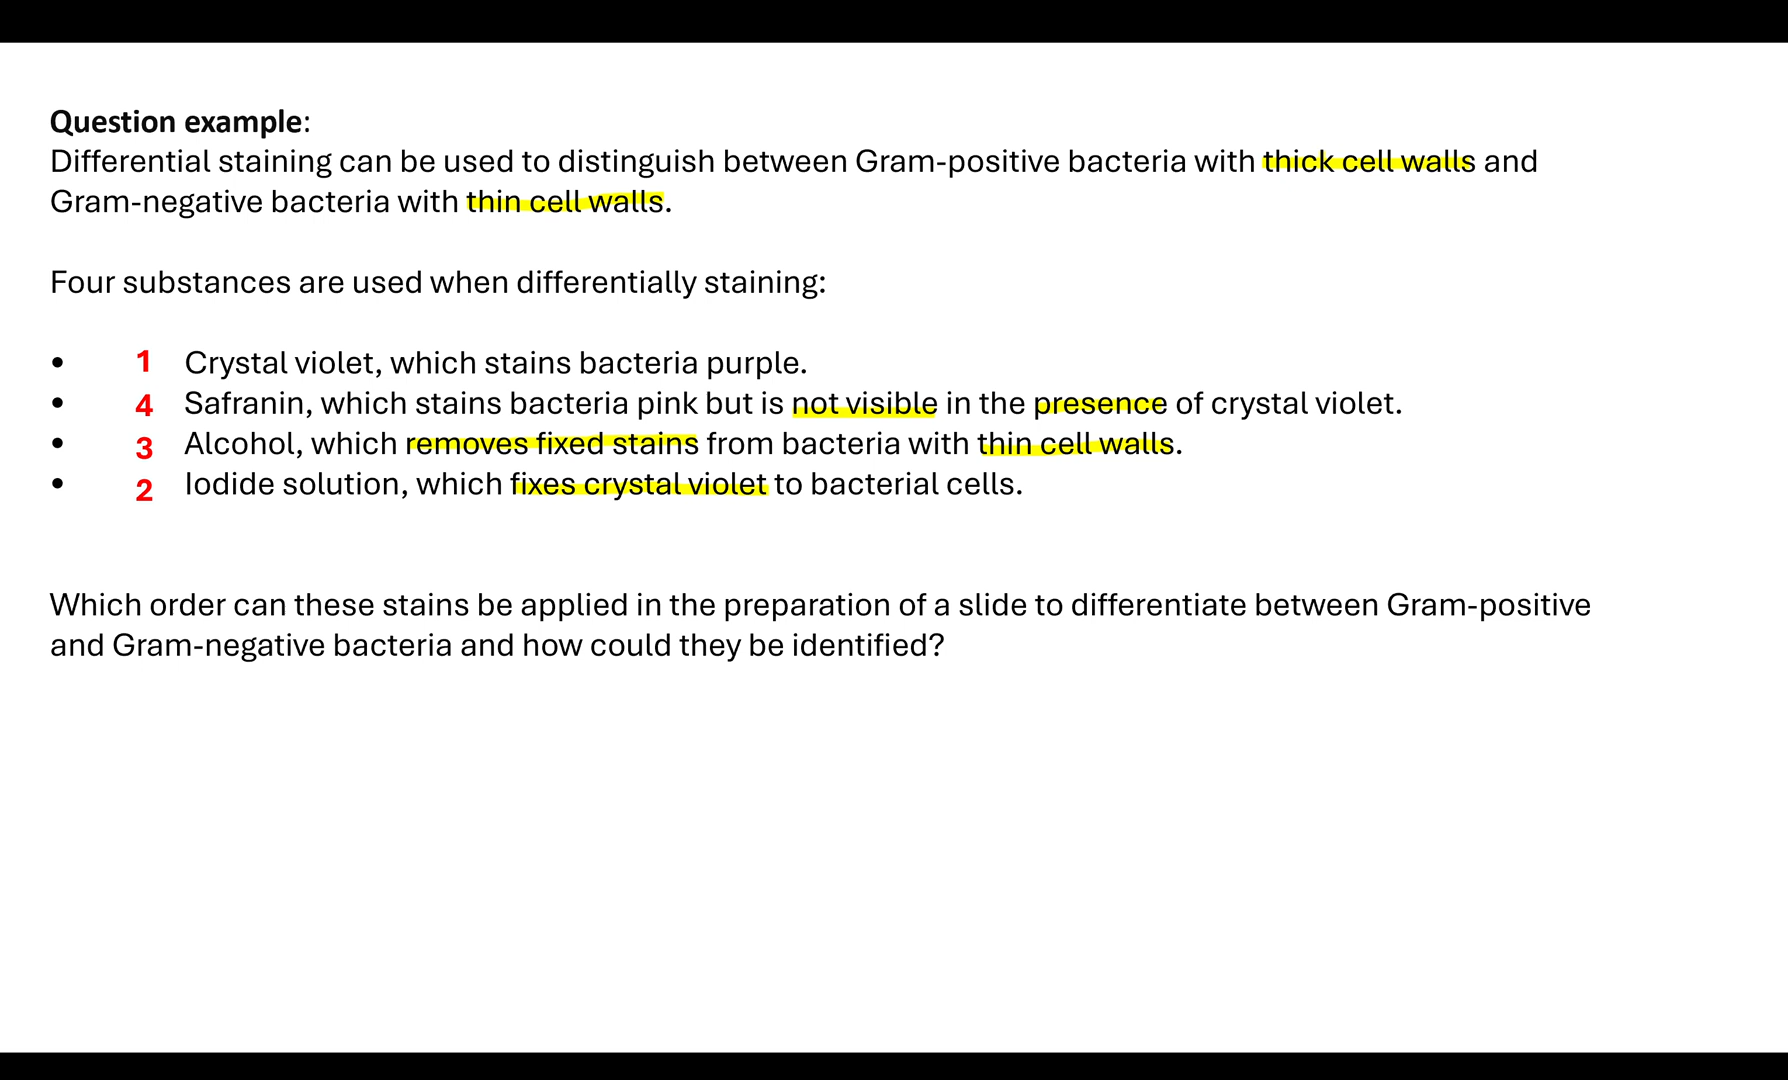 Question example:
Differential staining can be used to distinguish between Gram-positive bacteria with thick cell walls and
Gram-negative bacteria with thin cell walls.
Four substances are used when differentially staining:
• 1 Crystal violet, which stains bacteria purple.
• 4 Safranin, which stains bacteria pink but is not visible in the presence of crystal violet.
• 3 Alcohol, which removes fixed stains from bacteria with thin cell walls.
• 2 Iodide solution, which fixes crystal violet to bacterial cells.
Which order can these stains be applied in the preparation of a slide to differentiate between Gram-positive
and Gram-negative bacteria and how could they be identified?